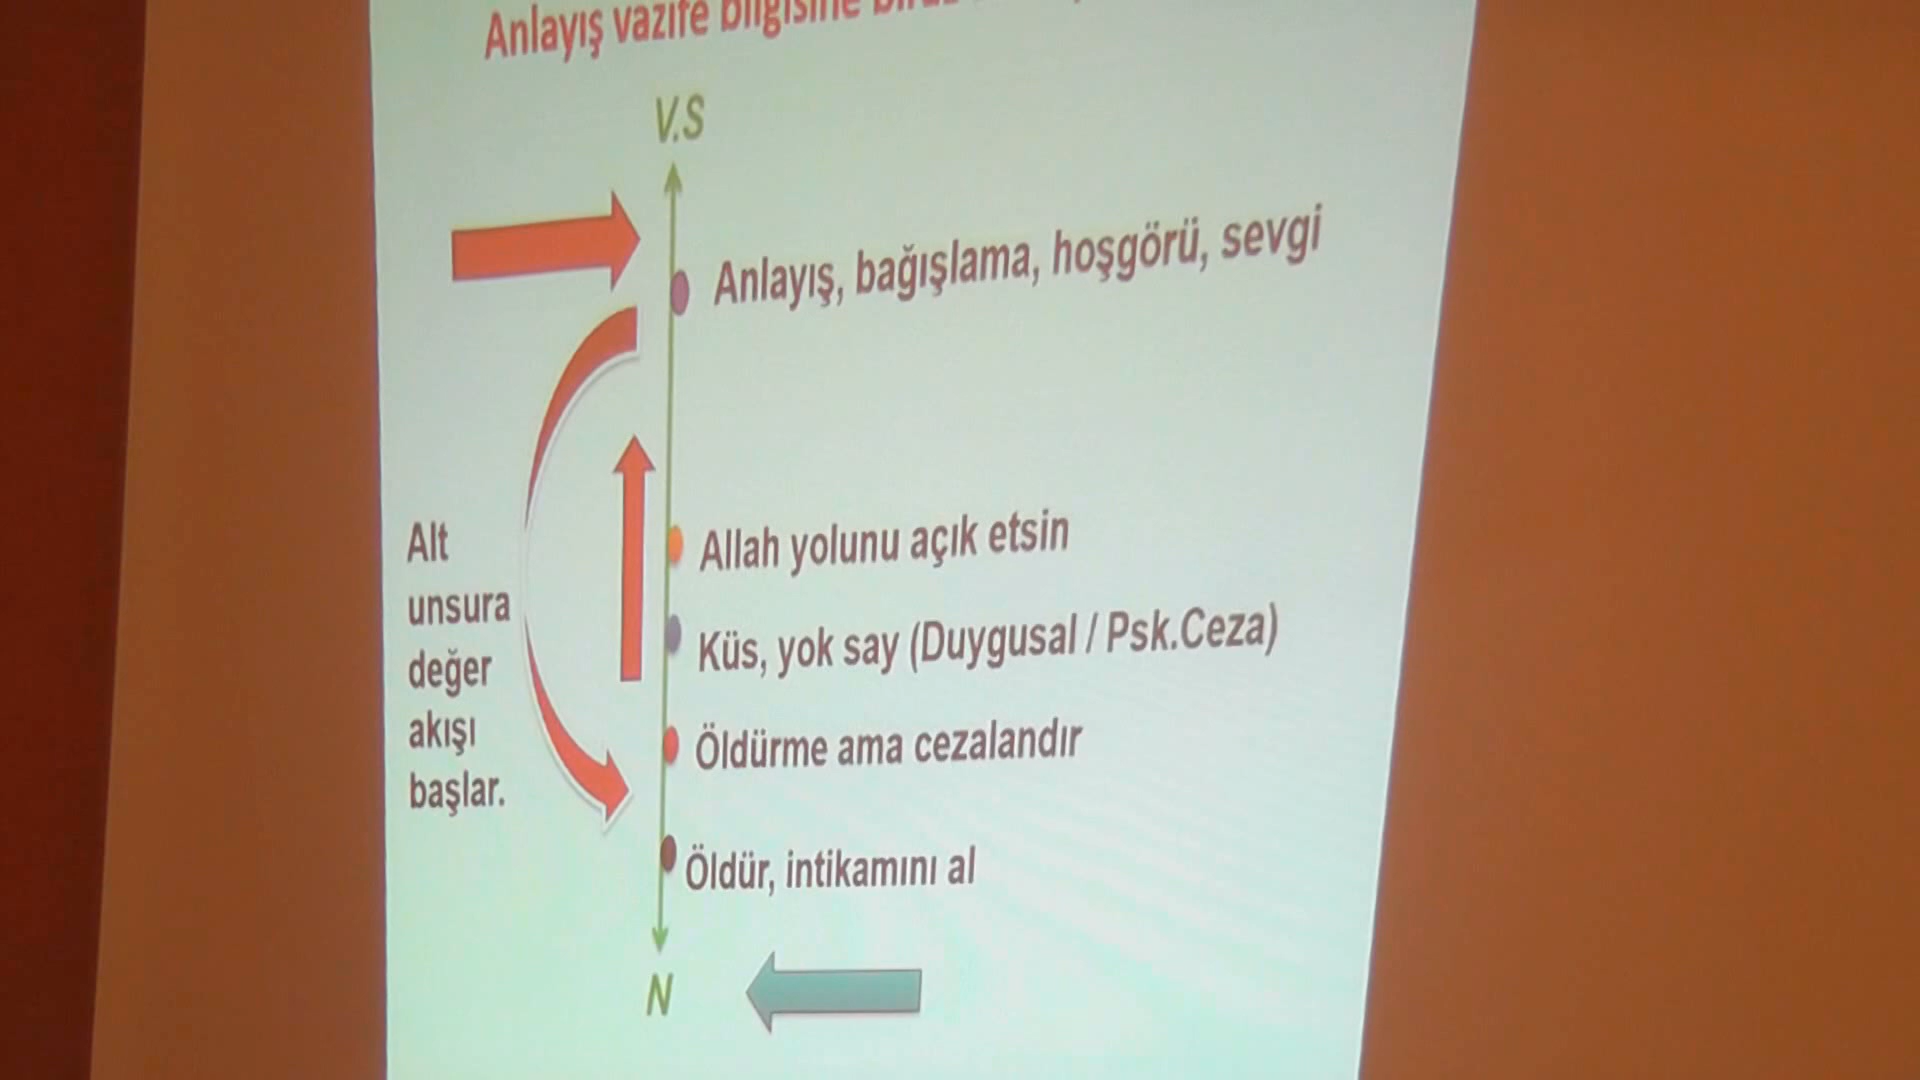 Anlayış vazife bilgisine
V.S
Anlayış, bağışlama, hoşgörü, sevgi
Allah yolunu açık etsin
Küs, yok say (Duygusal / Psk.Ceza)
Öldürme ama cezalandır
Öldür, intikamını al
N
Alt
unsura
değer
akışı
başlar.